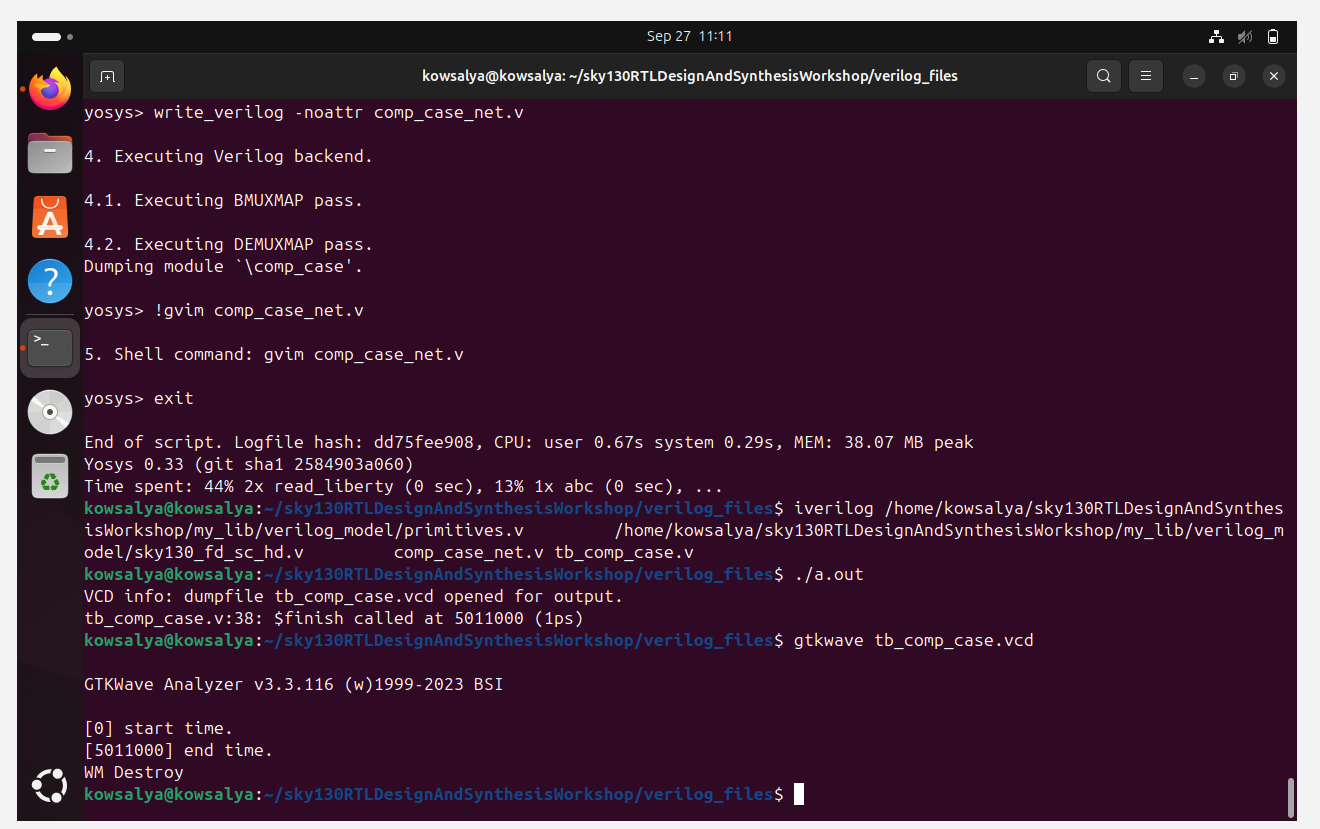 Sep 27 11:11
kowsalya@kowsalya: ~/sky130RTLDesignAndSynthesisWorkshop/verilog_files
yosys> write_verilog -noattr comp_case_net.v
4. Executing Verilog backend.
4.1. Executing BMUXMAP pass.
4.2. Executing DEMUXMAP pass.
Dumping module `\comp_case'.
yosys> !gvim comp_case_net.v
5. Shell command: gvim comp_case_net.v
yosys> exit
End of script. Logfile hash: dd75fee908, CPU: user 0.67s system 0.29s, MEM: 38.07 MB peak
Yosys 0.33 (git sha1 2584903a060)
Time spent: 44% 2x read_liberty (0 sec), 13% 1x abc (0 sec), ...
kowsalya@kowsalya:~/sky130RTLDesignAndSynthesisWorkshop/verilog_files$ iverilog /home/kowsalya/sky130RTLDesignAndSynthes
isWorkshop/my_lib/verilog_model/primitives.v         /home/kowsalya/sky130RTLDesignAndSynthesisWorkshop/my_lib/verilog_m
odel/sky130_fd_sc_hd.v         comp_case_net.v tb_comp_case.v
kowsalya@kowsalya:~/sky130RTLDesignAndSynthesisWorkshop/verilog_files$ ./a.out
VCD info: dumpfile tb_comp_case.vcd opened for output.
tb_comp_case.v:38: $finish called at 5011000 (1ps)
kowsalya@kowsalya:~/sky130RTLDesignAndSynthesisWorkshop/verilog_files$ gtkwave tb_comp_case.vcd
GTKWave Analyzer v3.3.116 (w)1999-2023 BSI
[0] start time.
[5011000] end time.
WM Destroy
kowsalya@kowsalya:~/sky130RTLDesignAndSynthesisWorkshop/verilog_files$